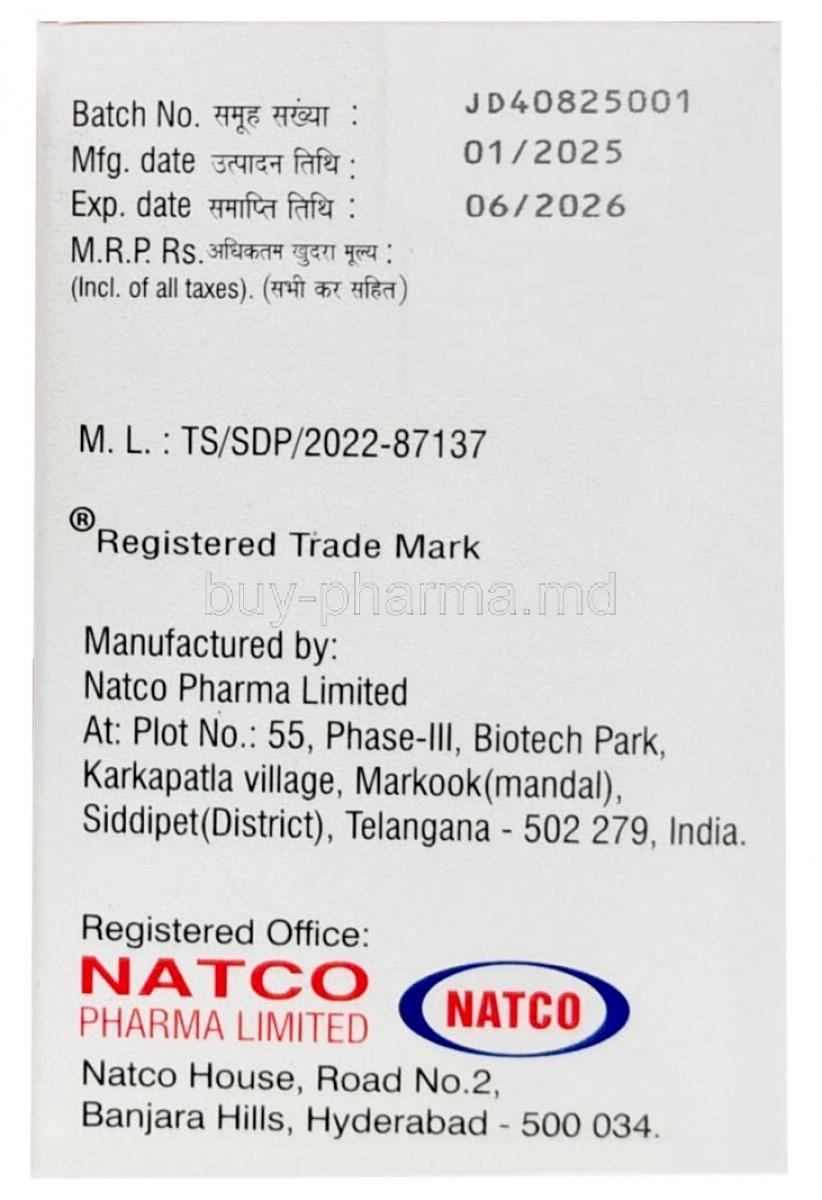 Batch No. समूह सख्या : JD40825001
Mfg. date उत्पादन तिथि : 01/2025
Exp. date समाप्ति तिथि : 06/2026
M.R.P. Rs. अधिकतम खुदरा मूल्य :
(Incl. of all taxes). (सभी कर सहित)
M. L. : TS/SDP/2022-87137
®Registered Trade Mark
buy-pharma.md
Manufactured by:
Natco Pharma Limited
At: Plot No.: 55, Phase-III, Biotech Park,
Karkapatla village, Markook(mandal),
Siddipet(District), Telangana - 502 279, India.
Registered Office:
NATCO
PHARMA LIMITED
NATCO
Natco House, Road No.2,
Banjara Hills, Hyderabad - 500 034.